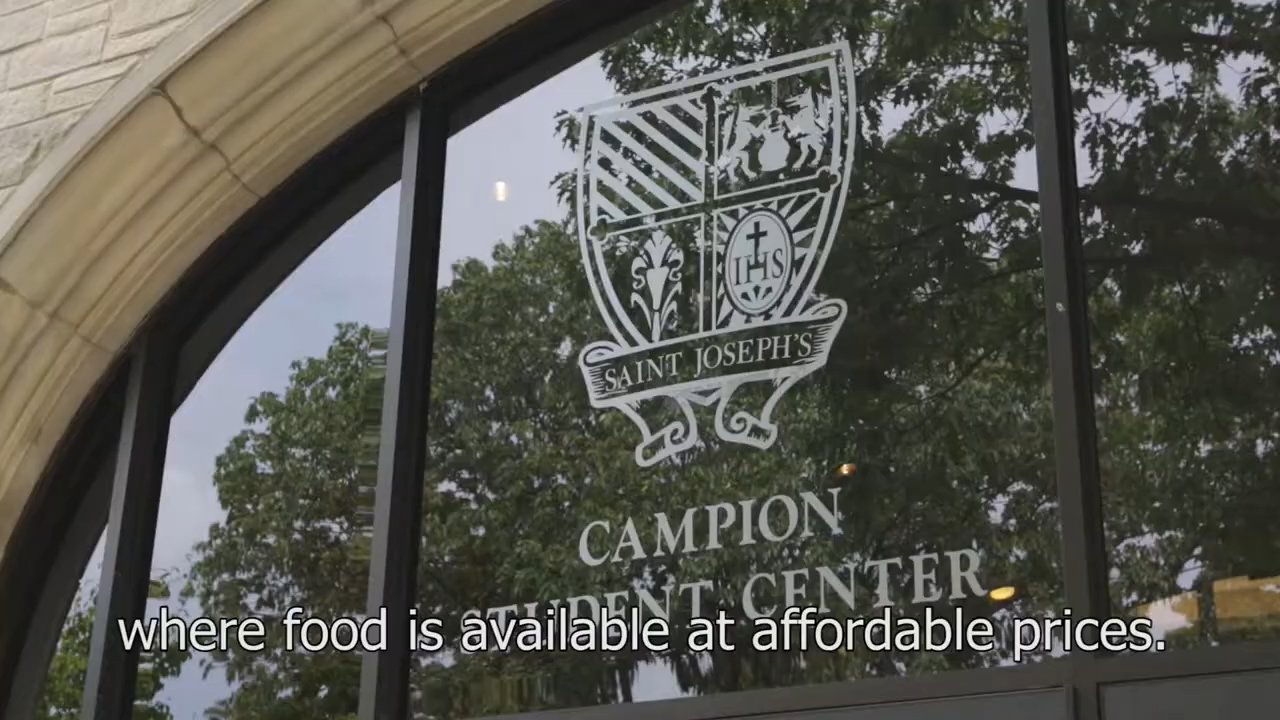 IHS
SAINT JOSEPH'S
CAMPION
STUDENT CENTER
where food is available at affordable prices.